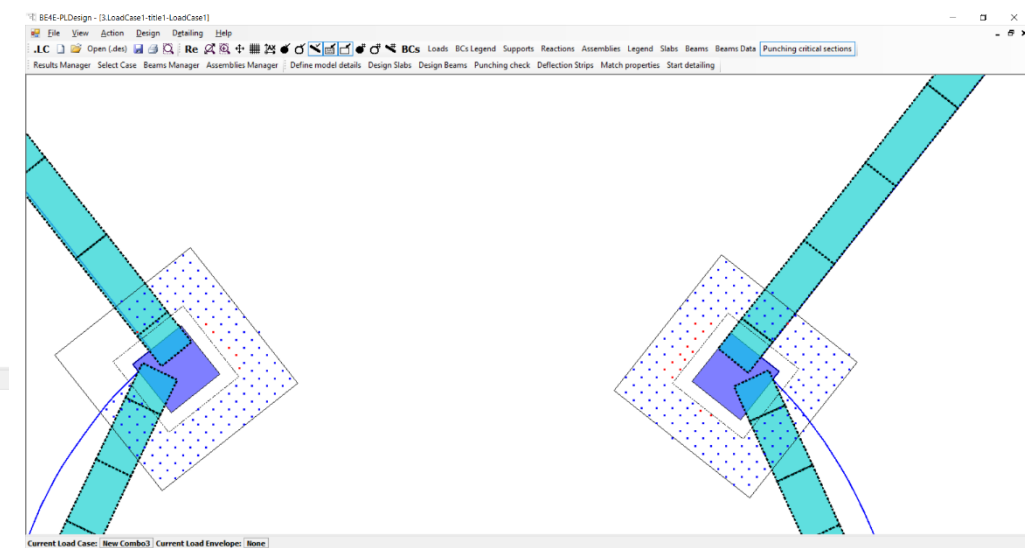 BE4E-PLDesign - [3.LoadCase1-title1-LoadCase1]
File View Action Design Detailing Help
.LC Open (.des) Re BCs Loads BCs Legend Supports Reactions Assemblies Legend Slabs Beams Beams Data Punching critical sections
Results Manager Select Case Beams Manager Assemblies Manager Define model details Design Slabs Design Beams Punching check Deflection Strips Match properties Start detailing
Current Load Case: New Combo3 Current Load Envelope: None